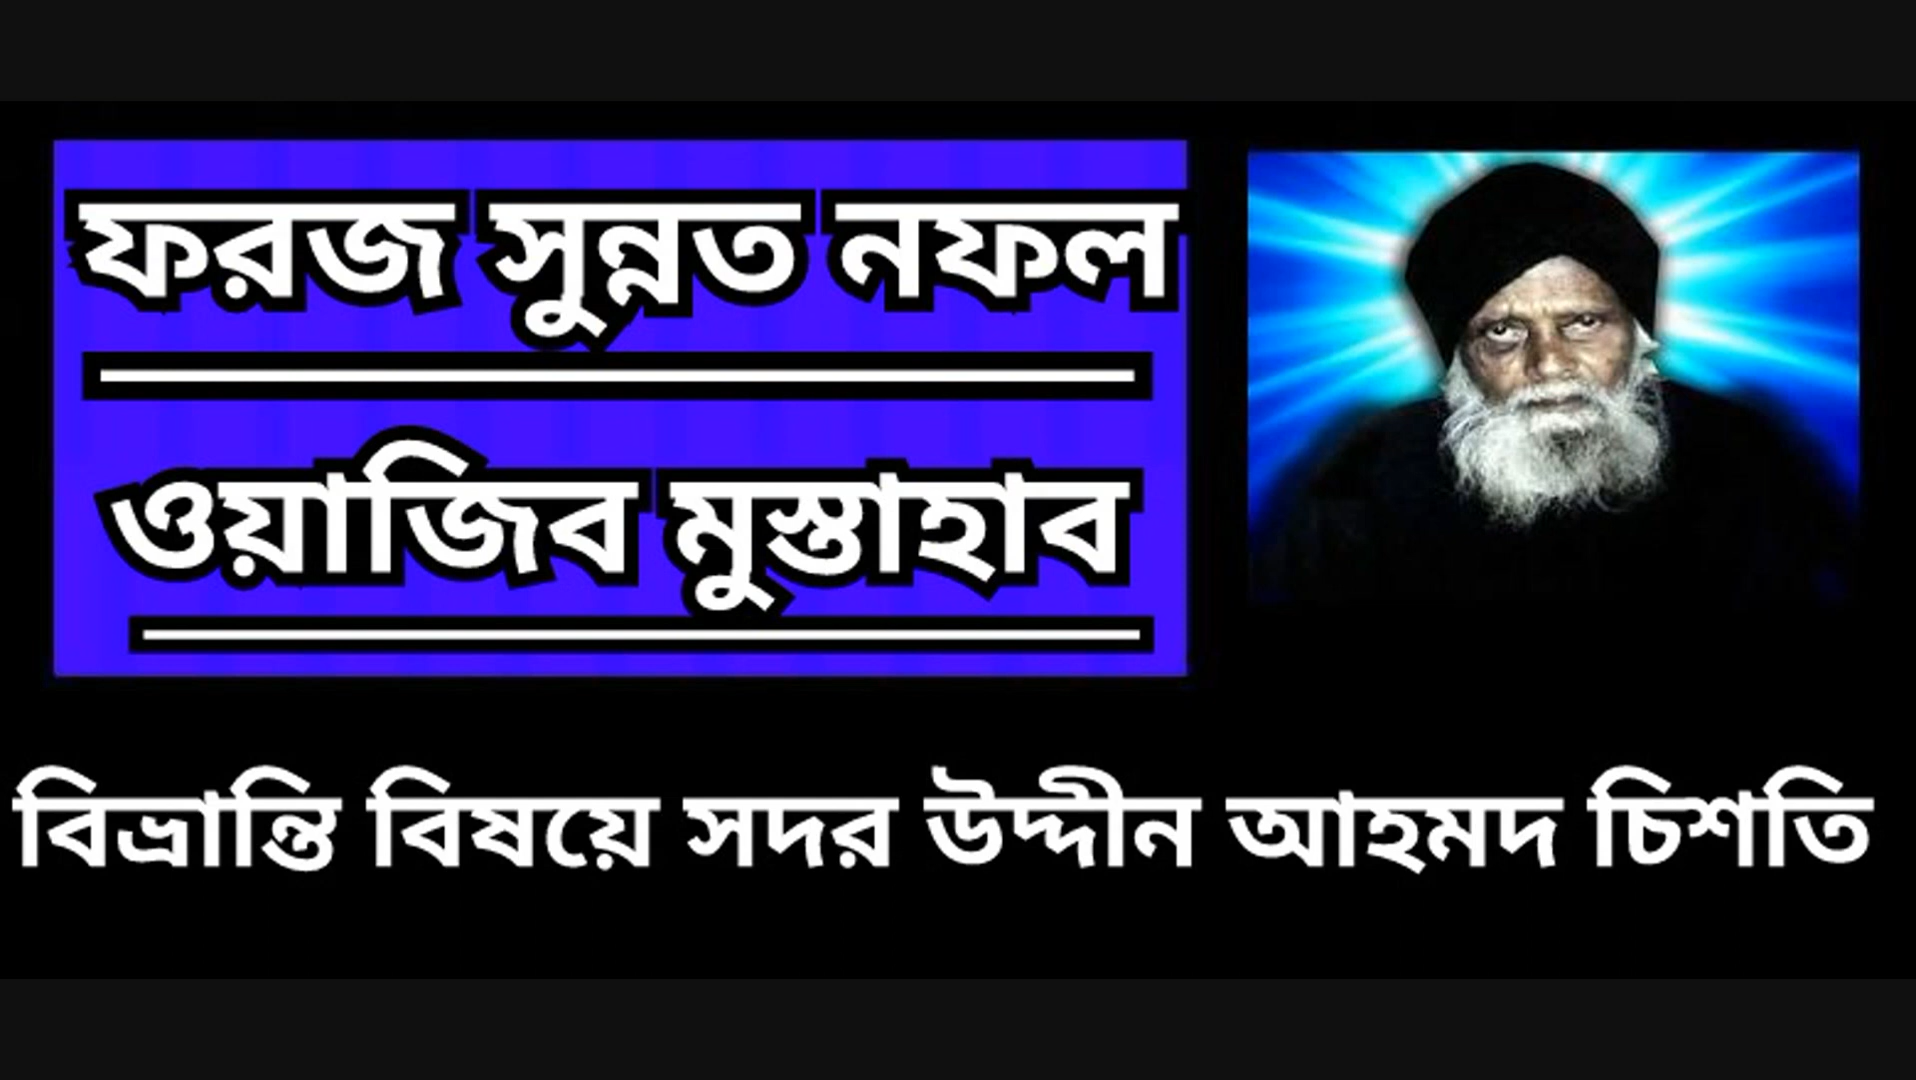 ফরজ সুন্নত নফল
ওয়াজিব মুস্তাহাব
বিভ্রান্তি বিষয়ে সদর উদ্দীন আহমদ চিশতি